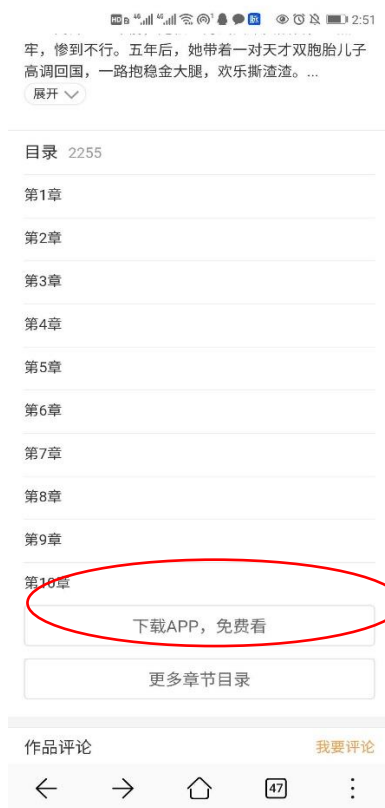 2:51
牢，惨到不行。五年后，她带着一对天才双胞胎儿子
高调回国，一路抱稳金大腿，欢乐撕渣渣。...
展开
目录 2255
第1章
第2章
第3章
第4章
第5章
第6章
第7章
第8章
第9章
第10章
下载APP，免费看
更多章节目录
作品评论 我要评论
47